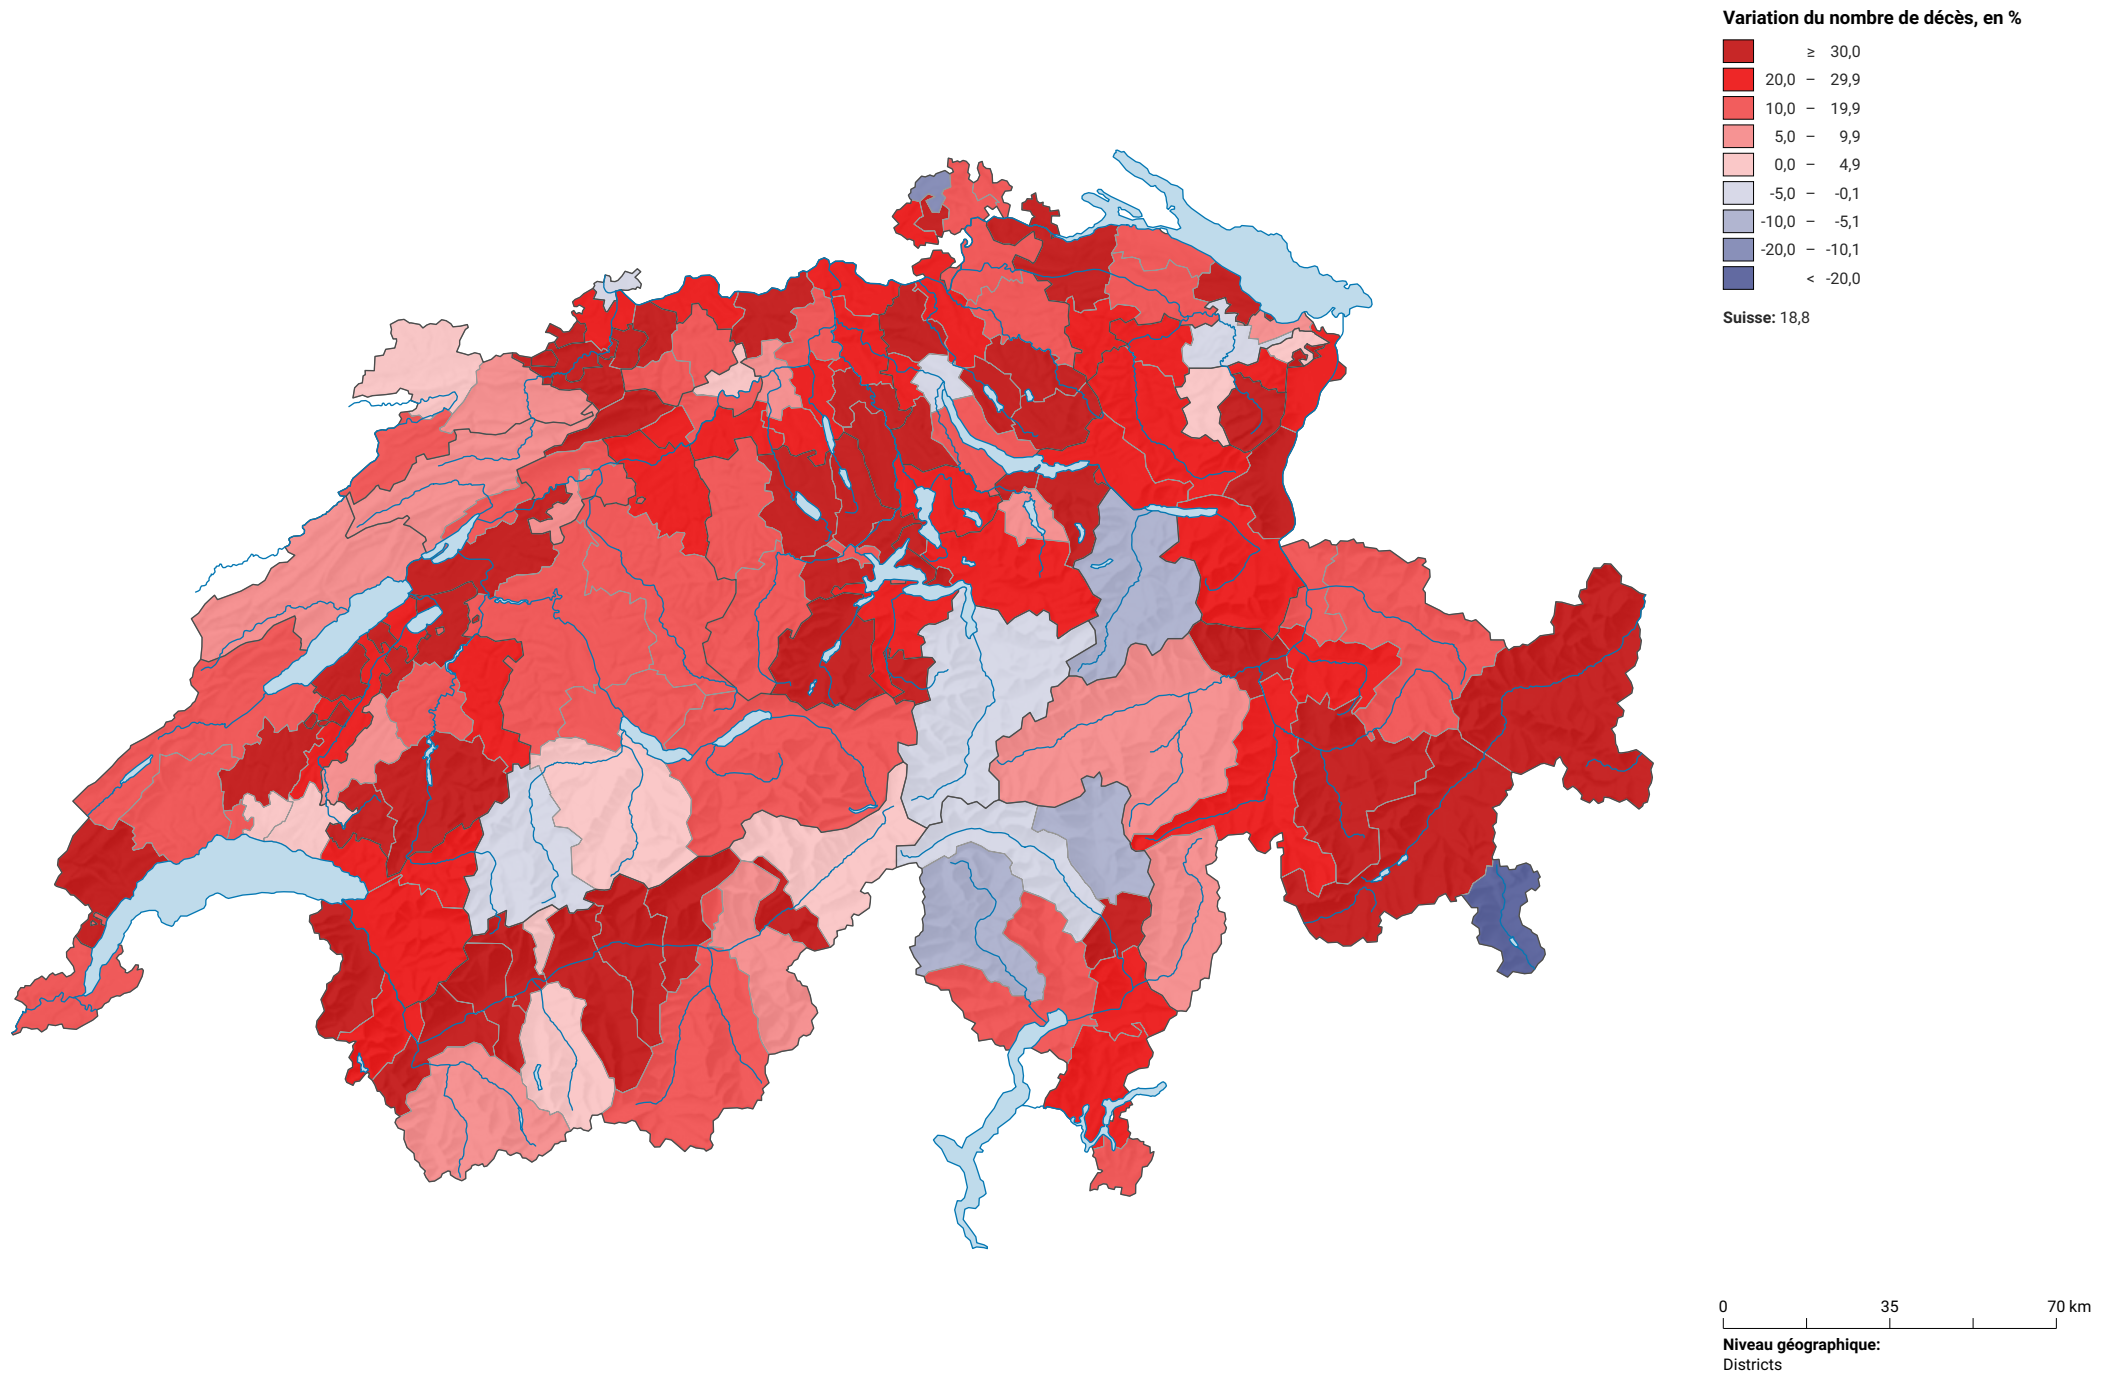 Variation du nombre de décès, en %
≥ 30,0
20,0 – 29,9
10,0 – 19,9
5,0 – 9,9
0,0 – 4,9
-5,0 – -0,1
-10,0 – -5,1
-20,0 – -10,1
< -20,0
Suisse: 18,8
0 35 70 km
Niveau géographique:
Districts